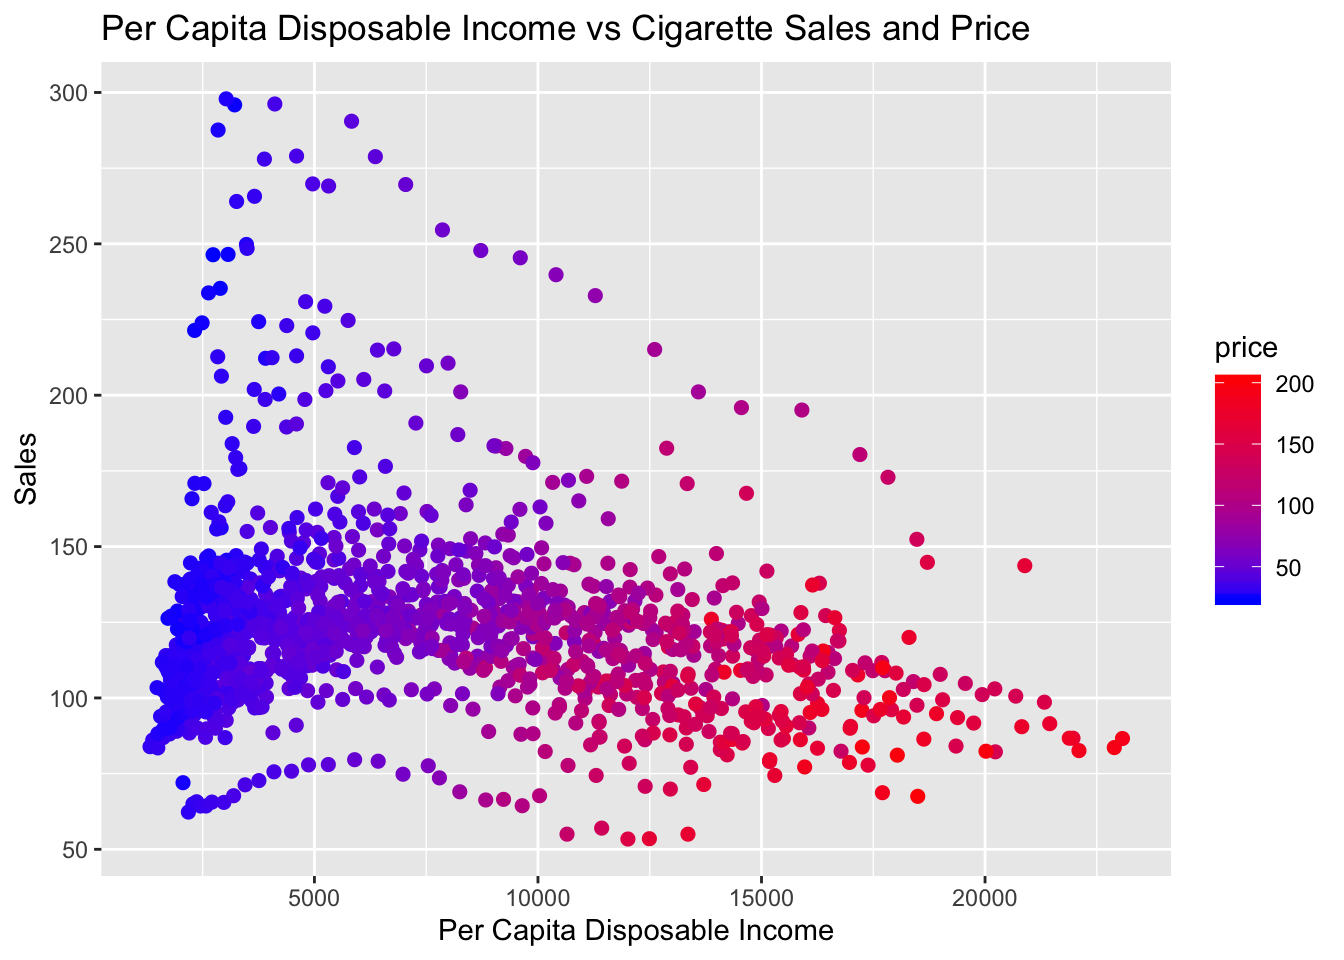 Per Capita Disposable Income vs Cigarette Sales and Price
300
250
200
150
100
50
Sales
5000 10000 15000 20000
Per Capita Disposable Income
price
200
150
100
50